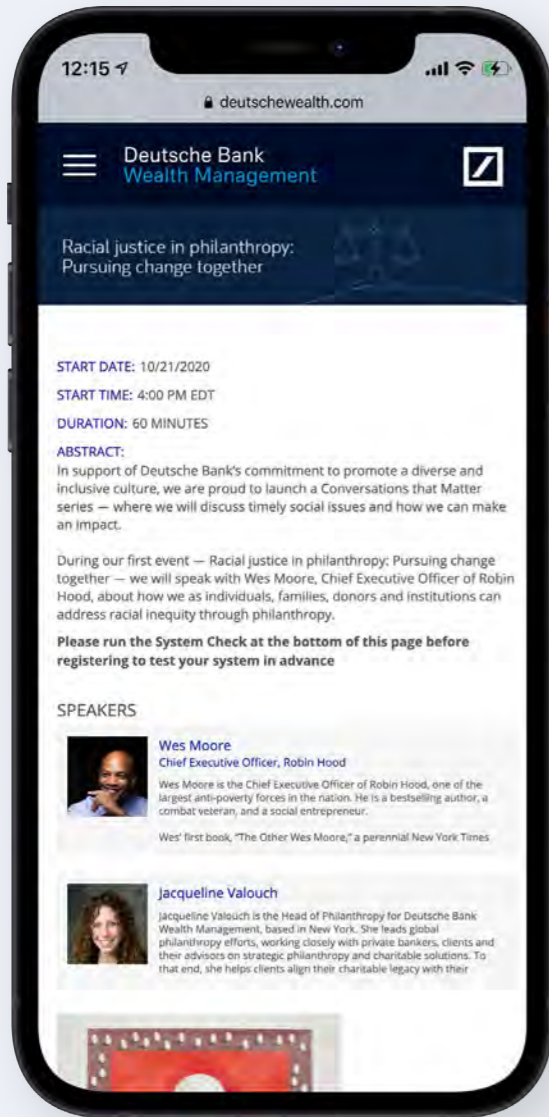 12:15
deutschewealth.com
Deutsche Bank
Wealth Management
Racial justice in philanthropy:
Pursuing change together
START DATE: 10/21/2020
START TIME: 4:00 PM EDT
DURATION: 60 MINUTES
ABSTRACT:
In support of Deutsche Bank's commitment to promote a diverse and
inclusive culture, we are proud to launch a Conversations that Matter
series — where we will discuss timely social issues and how we can make
an impact.
During our first event — Racial justice in philanthropy: Pursuing change
together — we will speak with Wes Moore, Chief Executive Officer of Robin
Hood, about how we as individuals, families, donors and institutions can
address racial inequity through philanthropy.
Please run the System Check at the bottom of this page before
registering to test your system in advance
SPEAKERS
Wes Moore
Chief Executive Officer, Robin Hood
Wes Moore is the Chief Executive Officer of Robin Hood, one of the
largest anti-poverty forces in the nation. He is a bestselling author, a
combat veteran, and a social entrepreneur.
Wes' first book, "The Other Wes Moore," a perennial New York Times
Jacqueline Valouch
Jacqueline Valouch is the Head of Philanthropy for Deutsche Bank
Wealth Management, based in New York. She leads global
philanthropy efforts, working closely with private bankers, clients and
their advisors on strategic philanthropy and charitable solutions. To
that end, she helps clients align their charitable legacy with their